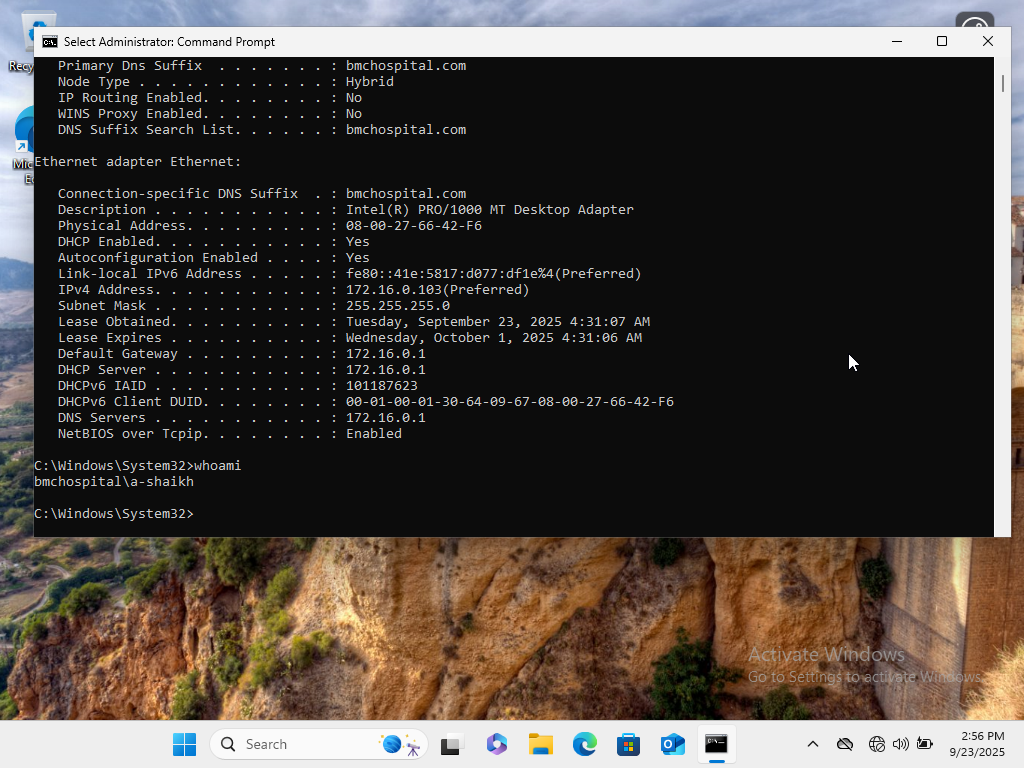 Recy
Mic
E
Select Administrator: Command Prompt
Primary Dns Suffix  . . . . . . . : bmchospital.com
Node Type . . . . . . . . . . . . : Hybrid
IP Routing Enabled. . . . . . . . : No
WINS Proxy Enabled. . . . . . . . : No
DNS Suffix Search List. . . . . . : bmchospital.com
Ethernet adapter Ethernet:
Connection-specific DNS Suffix  . : bmchospital.com
Description . . . . . . . . . . . : Intel(R) PRO/1000 MT Desktop Adapter
Physical Address. . . . . . . . . : 08-00-27-66-42-F6
DHCP Enabled. . . . . . . . . . . : Yes
Autoconfiguration Enabled . . . . : Yes
Link-local IPv6 Address . . . . . : fe80::41e:5817:d077:df1e%4(Preferred)
IPv4 Address. . . . . . . . . . . : 172.16.0.103(Preferred)
Subnet Mask . . . . . . . . . . . : 255.255.255.0
Lease Obtained. . . . . . . . . . : Tuesday, September 23, 2025 4:31:07 AM
Lease Expires . . . . . . . . . . : Wednesday, October 1, 2025 4:31:06 AM
Default Gateway . . . . . . . . . : 172.16.0.1
DHCP Server . . . . . . . . . . . : 172.16.0.1
DHCPv6 IAID . . . . . . . . . . . : 101187623
DHCPv6 Client DUID. . . . . . . . : 00-01-00-01-30-64-09-67-08-00-27-66-42-F6
DNS Servers . . . . . . . . . . . : 172.16.0.1
NetBIOS over Tcpip. . . . . . . . : Enabled
C:\Windows\System32>whoami
bmchospital\a-shaikh
C:\Windows\System32>
Activate Windows
Go to Settings to activate Windows.
Search
2:56 PM
9/23/2025